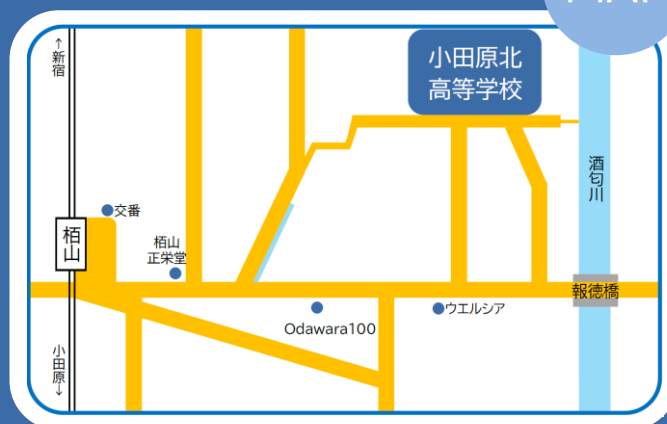 MAP
↑新宿
小田原北
高等学校
酒匂川
交番
栢山
栢山
正栄堂
報徳橋
ウエルシア
Odawara100
小田原↓